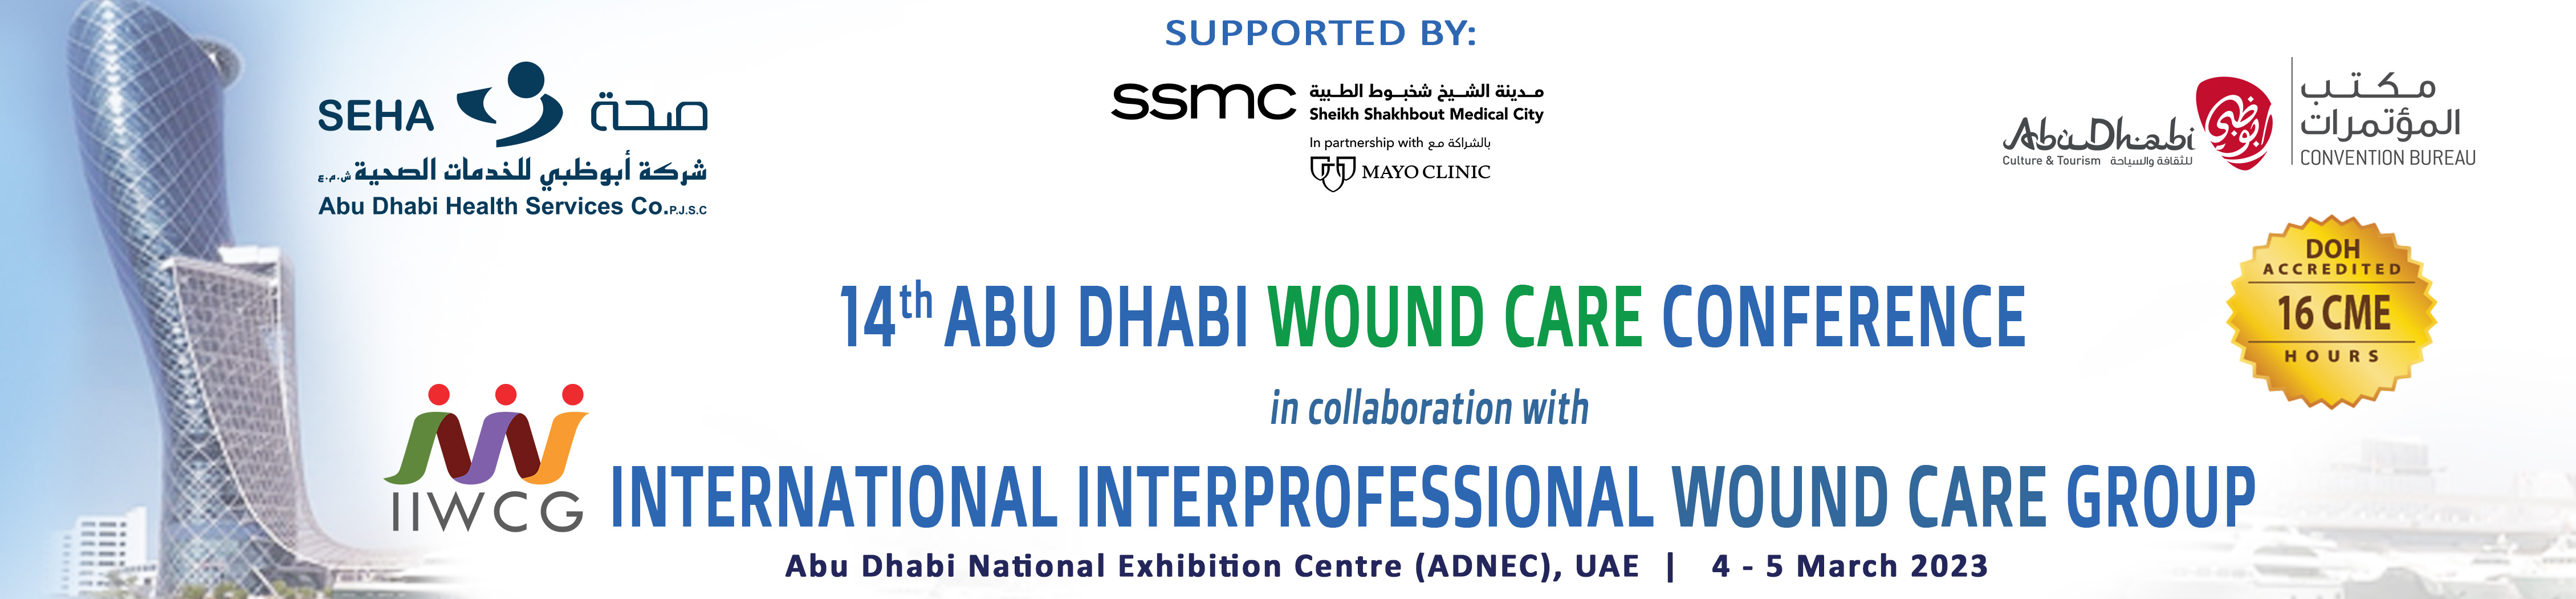 SUPPORTED BY:
SEHA صحة
شركة أبوظبي للخدمات الصحية ش.م.ع
Abu Dhabi Health Services Co.P.J.S.C
ssmc مدينة الشيخ شخبوط الطبية
Sheikh Shakhbout Medical City
In partnership with بالشراكة مع
MAYO CLINIC
Abu Dhabi أبوظبي
Culture & Tourism للثقافة والسياحة
مكتب
المؤتمرات
CONVENTION BUREAU
DOH
ACCREDITED
16 CME
HOURS
14th ABU DHABI WOUND CARE CONFERENCE
in collaboration with
IIWCG
INTERNATIONAL INTERPROFESSIONAL WOUND CARE GROUP
Abu Dhabi National Exhibition Centre (ADNEC), UAE | 4 - 5 March 2023